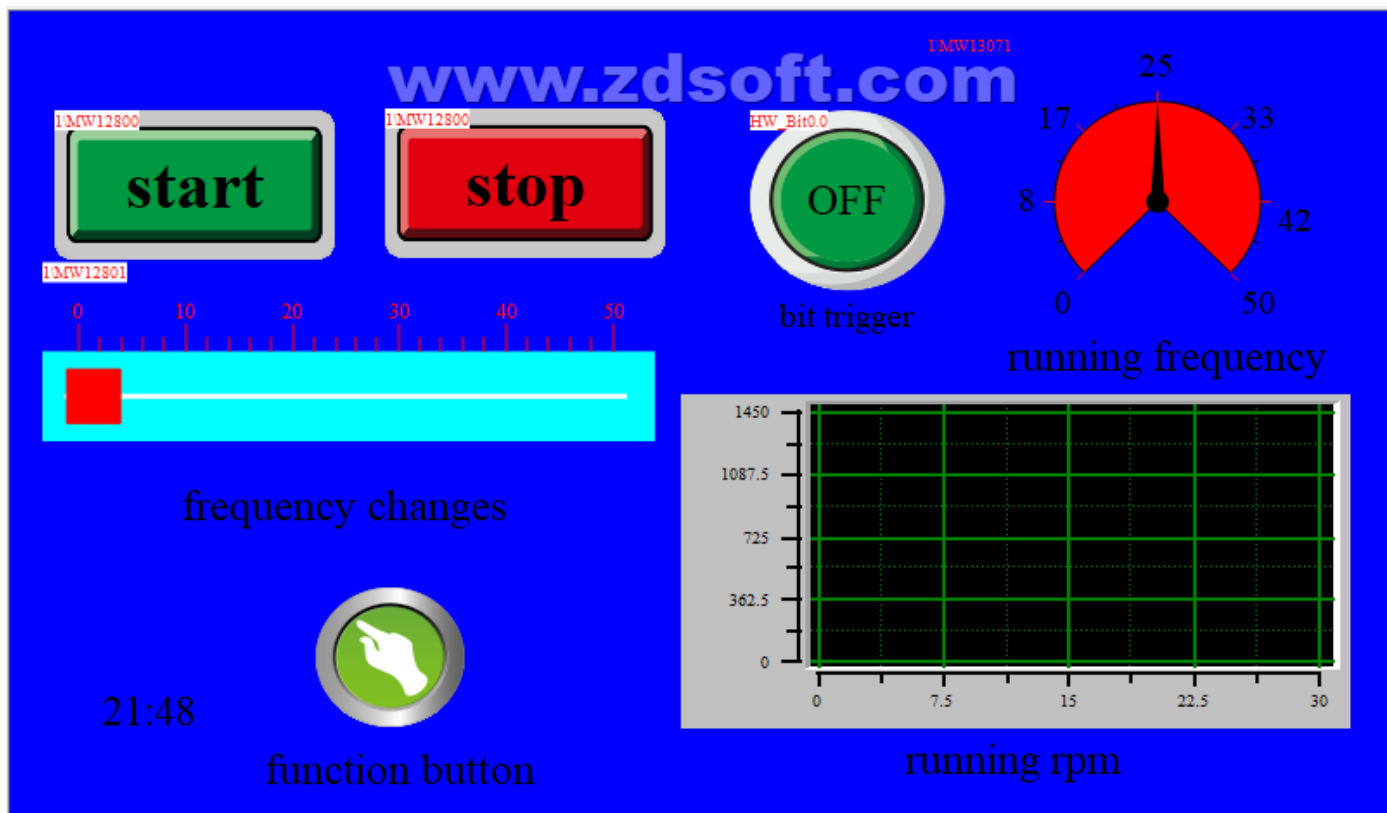 1\MW13071
www.zdsoft.com
1\MW12800
start
1\MW12800
stop
HW_Bit0.0
OFF
bit trigger
0
8
17
25
33
42
50
running frequency
1\MW12801
0 10 20 30 40 50
frequency changes
1450
1087.5
725
362.5
0
0 7.5 15 22.5 30
running rpm
21:48
function button